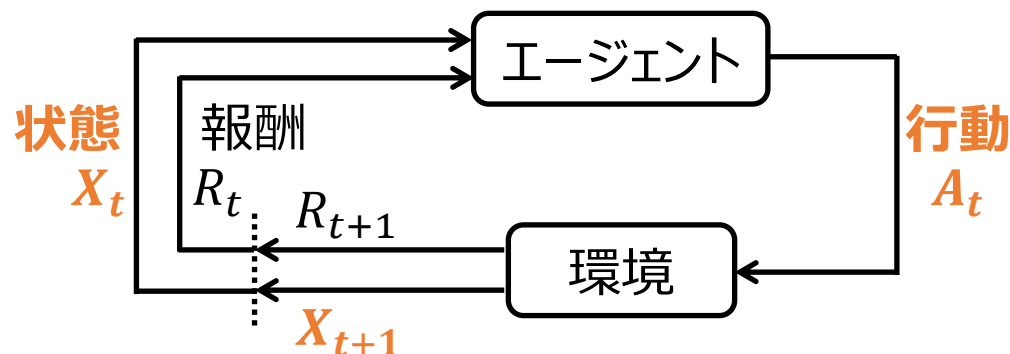 エージェント
状態
X_t
報酬
R_t
行動
A_t
R_{t+1}
環境
X_{t+1}